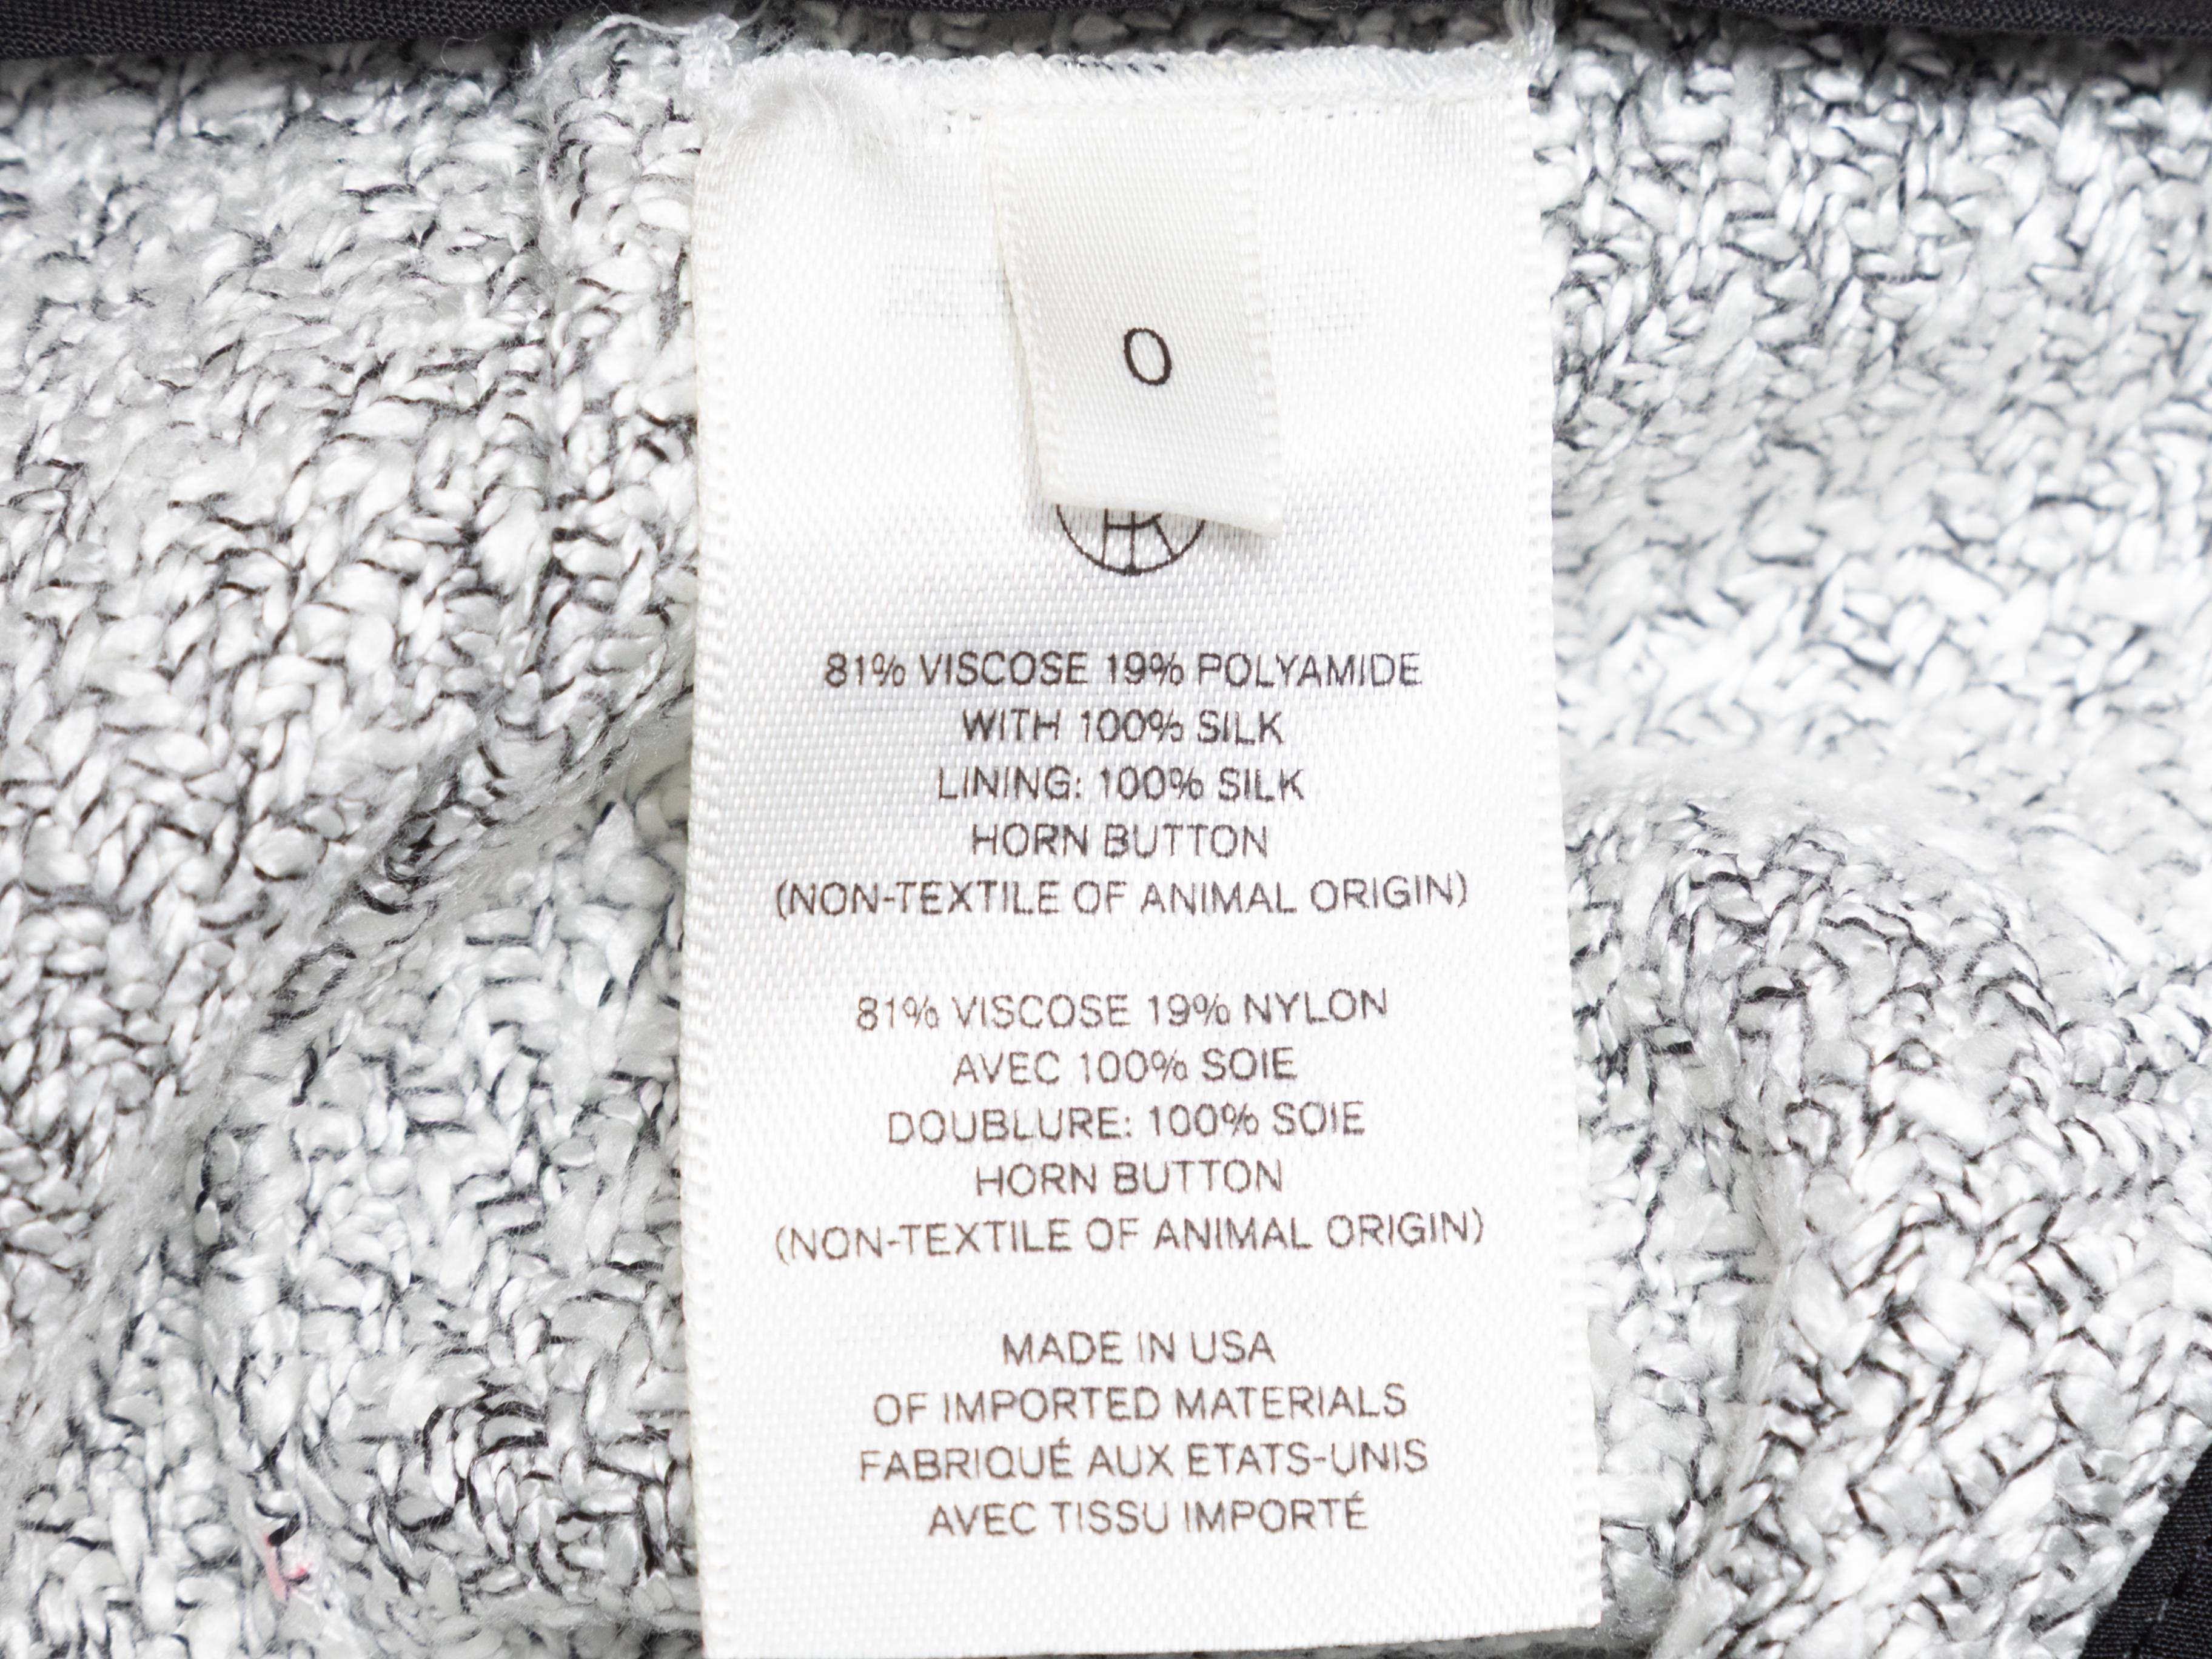 0
81% VISCOSE 19% POLYAMIDE
WITH 100% SILK
LINING: 100% SILK
HORN BUTTON
(NON-TEXTILE OF ANIMAL ORIGIN)
81% VISCOSE 19% NYLON
AVEC 100% SOIE
DOUBLURE: 100% SOIE
HORN BUTTON
(NON-TEXTILE OF ANIMAL ORIGIN)
MADE IN USA
OF IMPORTED MATERIALS
FABRIQUÉ AUX ETATS-UNIS
AVEC TISSU IMPORTÉ